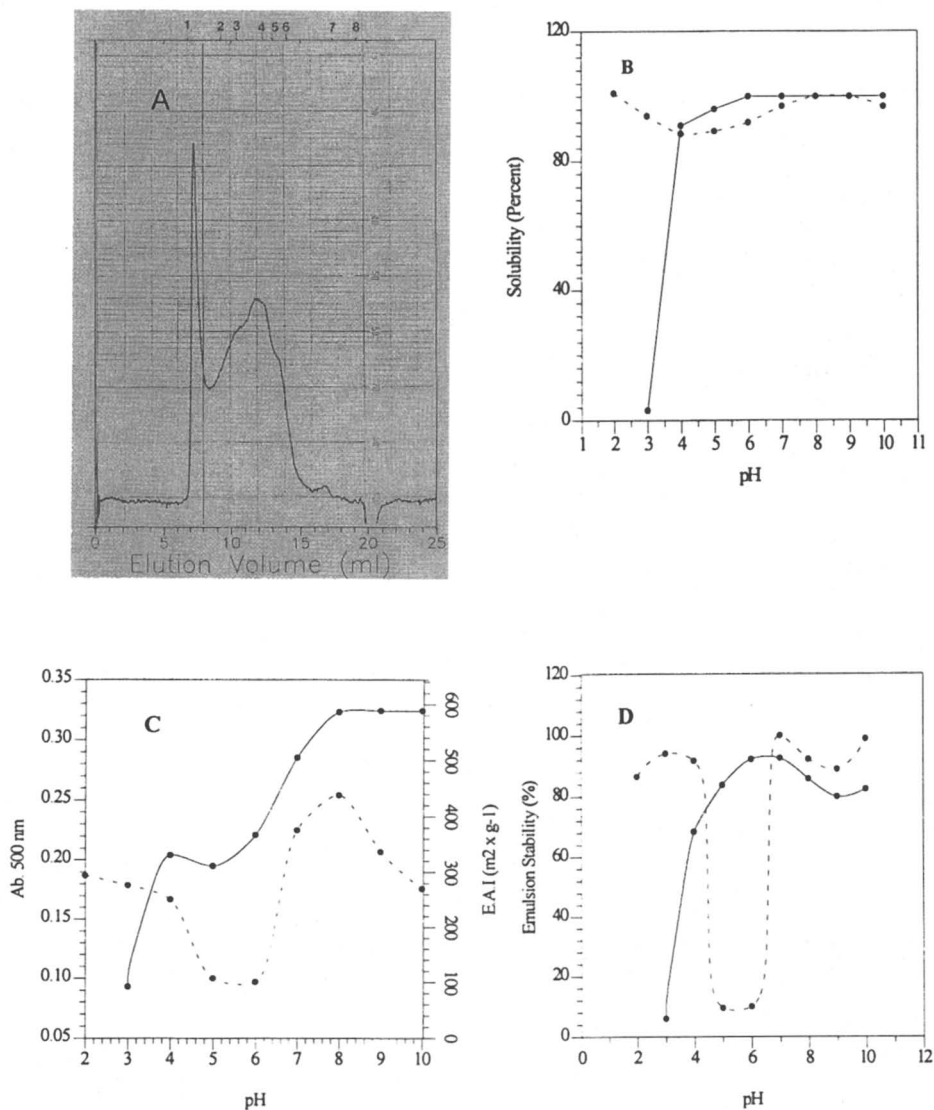 1 2 3 4 5 6 7 8
A
0 5 10 15 20 25
Elution Volume (ml)
B
120
80
40
0
Solubility (Percent)
1 2 3 4 5 6 7 8 9 10 11
pH
C
0.35
0.30
0.25
0.20
0.15
0.10
0.05
Ab. 500 nm
600
500
400
300
200
100
0
E.A.I (m2 x g-1)
2 3 4 5 6 7 8 9 10
pH
D
120
100
80
60
40
20
0
Emulsion Stability (%)
0 2 4 6 8 10 12
pH